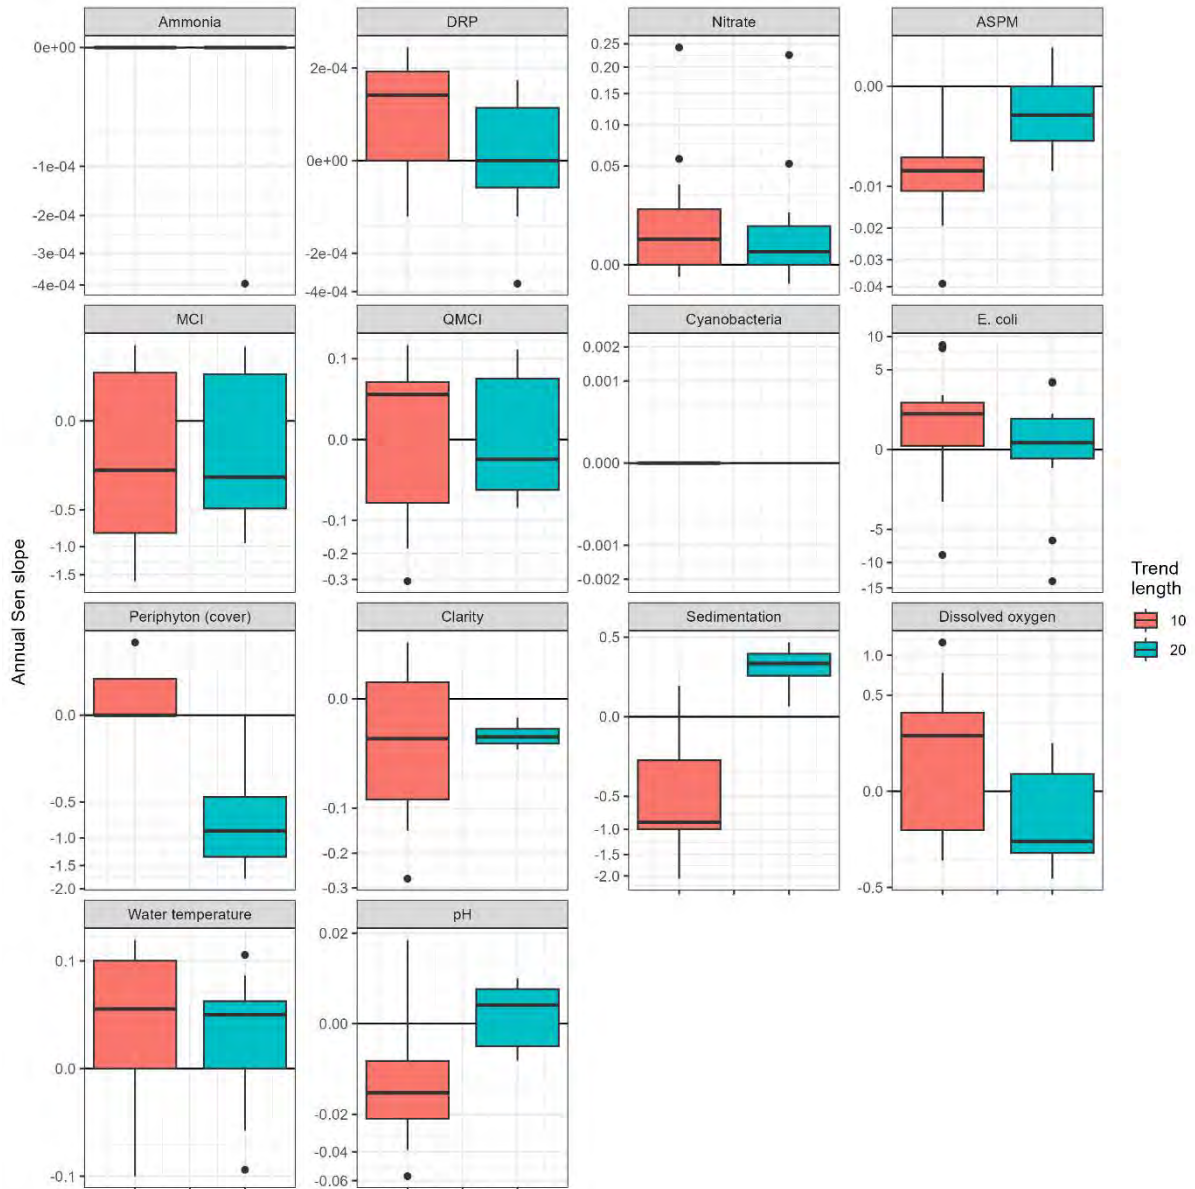 Ammonia
DRP
Nitrate
ASPM
0e+00
-1e-04
-2e-04
-3e-04
-4e-04
2e-04
0e+00
-2e-04
-4e-04
0.25
0.20
0.15
0.10
0.05
0.00
0.00
-0.01
-0.02
-0.03
-0.04
MCI
QMCI
Cyanobacteria
E. coli
0.0
-0.5
-1.0
-1.5
0.1
0.0
-0.1
-0.2
-0.3
0.002
0.001
0.000
-0.001
-0.002
10
5
0
-5
-10
-15
Annual Sen slope
Periphyton (cover)
Clarity
Sedimentation
Dissolved oxygen
0.0
-0.5
-1.0
-1.5
-2.0
0.0
-0.1
-0.2
-0.3
0.5
0.0
-0.5
-1.0
-1.5
-2.0
1.0
0.5
0.0
-0.5
Water temperature
pH
0.1
0.0
-0.1
0.02
0.00
-0.02
-0.04
-0.06
Trend
length
10
20